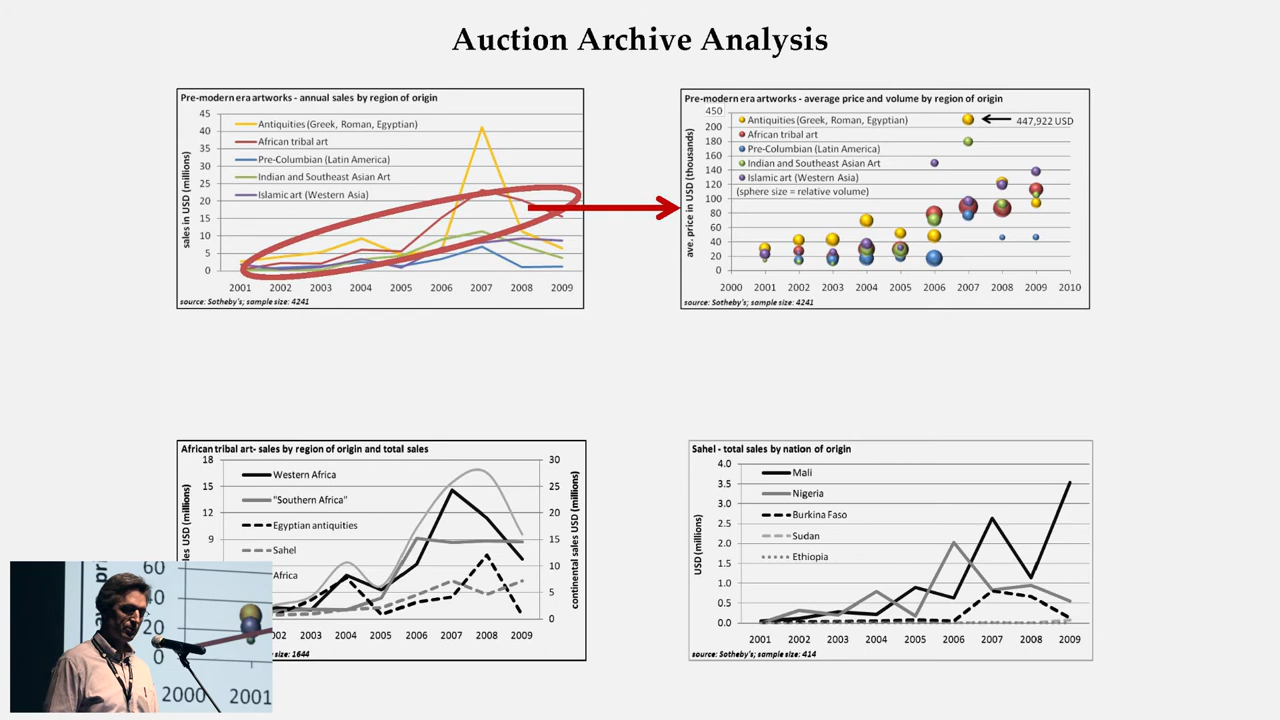 Auction Archive Analysis
Pre-modern era artworks - annual sales by region of origin
sales in USD (millions)
45
40
35
30
25
20
15
10
5
0
Antiquities (Greek, Roman, Egyptian)
African tribal art
Pre-Columbian (Latin America)
Indian and Southeast Asian Art
Islamic art (Western Asia)
2001 2002 2003 2004 2005 2006 2007 2008 2009
source: Sotheby's; sample size: 4241
Pre-modern era artworks - average price and volume by region of origin
ave. price in USD (thousands)
450
200
180
160
140
120
100
80
60
40
20
0
Antiquities (Greek, Roman, Egyptian)
African tribal art
Pre-Columbian (Latin America)
Indian and Southeast Asian Art
Islamic art (Western Asia)
(sphere size = relative volume)
447,922 USD
2000 2001 2002 2003 2004 2005 2006 2007 2008 2009 2010
source: Sotheby's; sample size: 4241
African tribal art- sales by region of origin and total sales
(millions)
18
15
12
9
Western Africa
"Southern Africa"
Egyptian antiquities
Sahel
Africa
30
25
20
15
10
5
0
continental sales USD (millions)
2003 2004 2005 2006 2007 2008 2009
size: 1644
Sahel - total sales by nation of origin
USD (millions)
4.0
3.5
3.0
2.5
2.0
1.5
1.0
0.5
0.0
Mali
Nigeria
Burkina Faso
Sudan
Ethiopia
2001 2002 2003 2004 2005 2006 2007 2008 2009
source: Sotheby's; sample size: 414
60
40
20
0
2000 2001